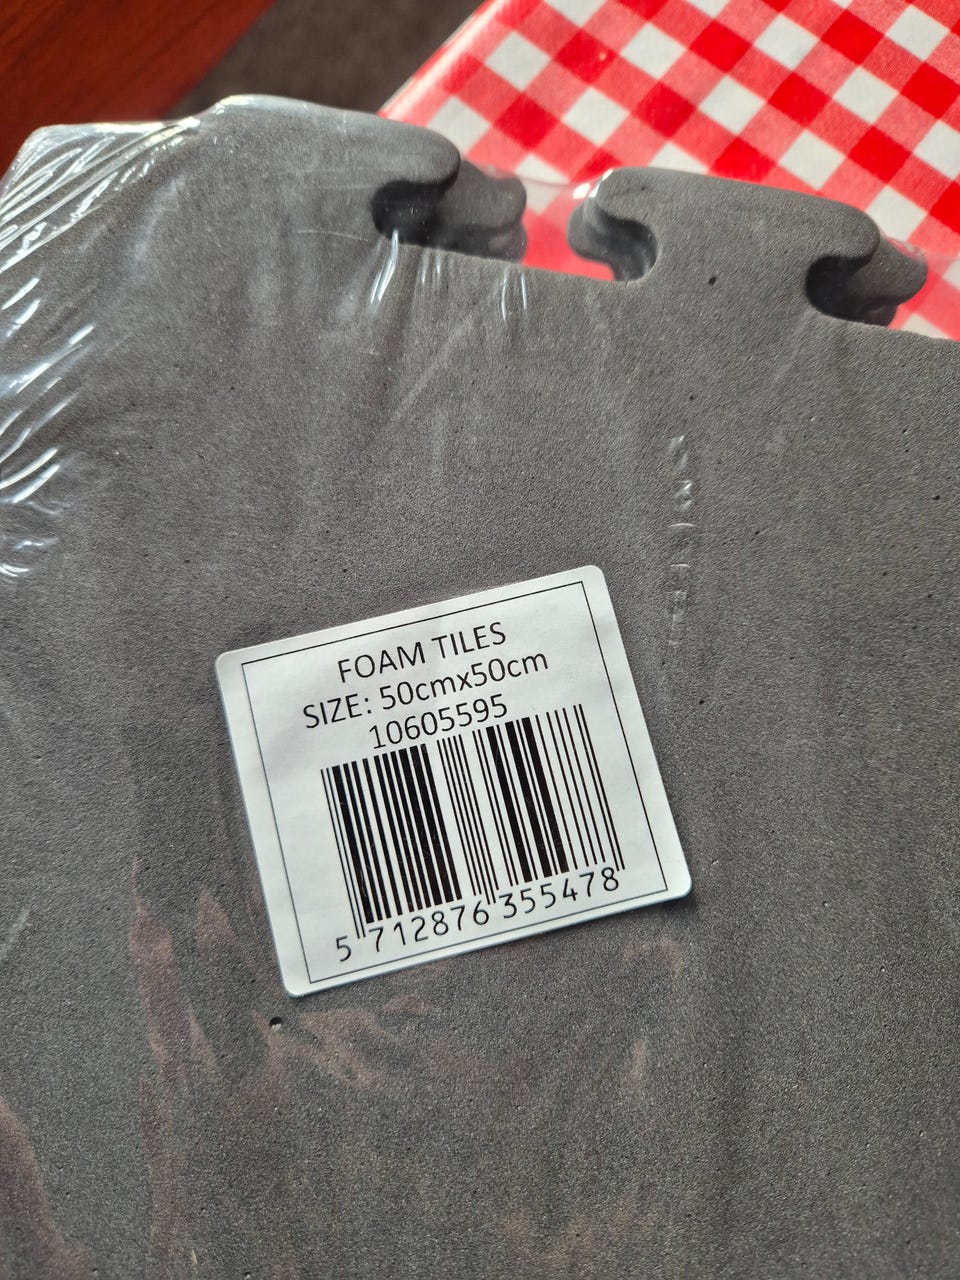 FOAM TILES
SIZE: 50cmx50cm
10605595
5 712876 355478